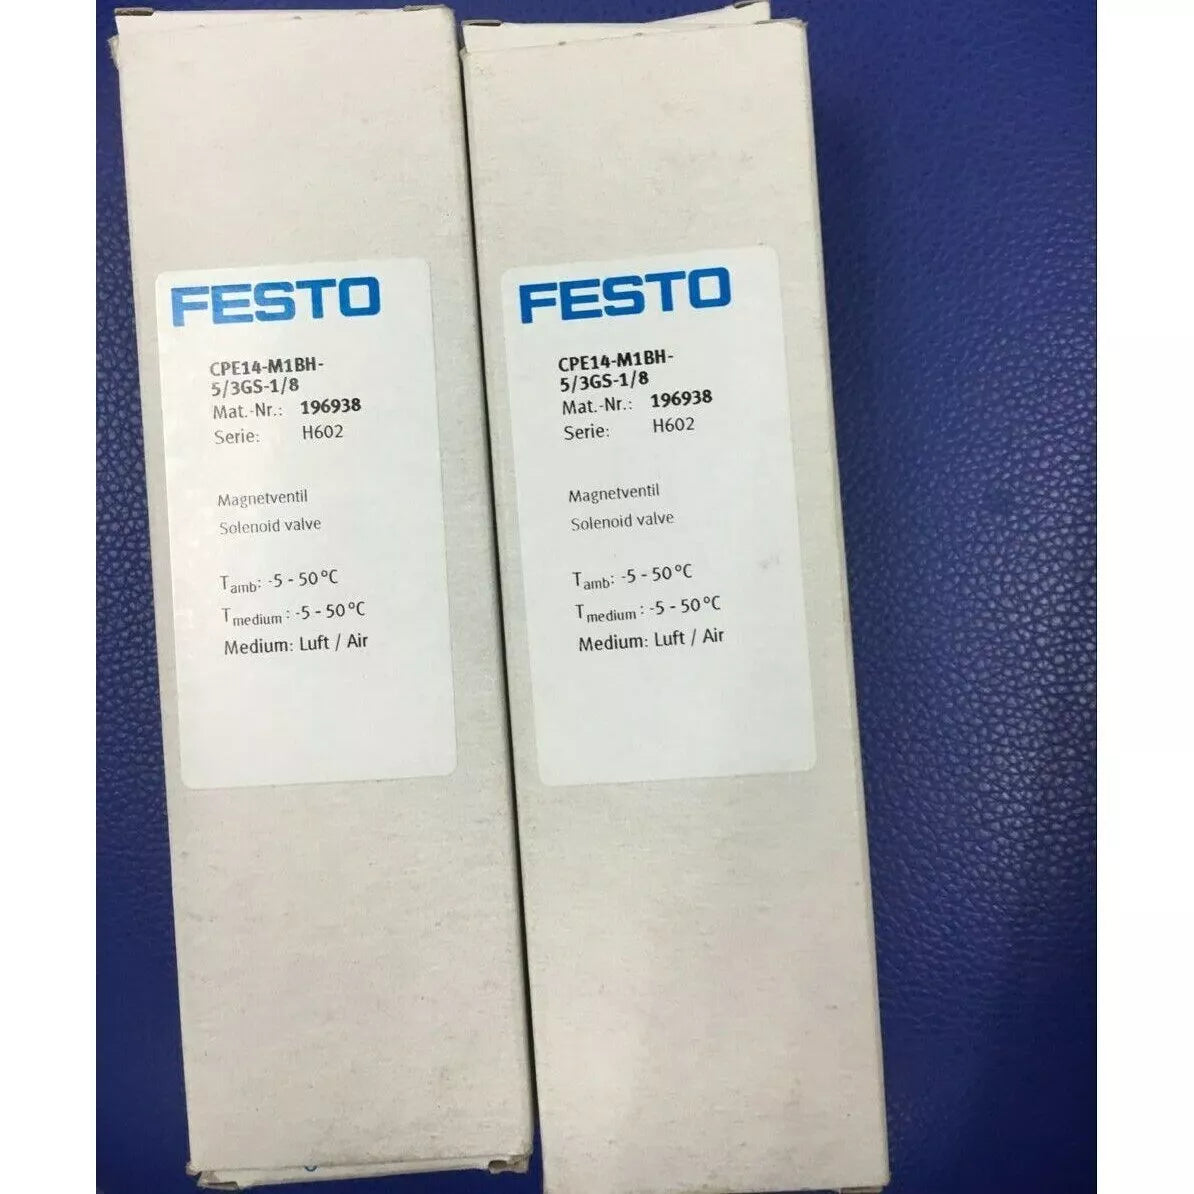 FESTO
CPE14-M1BH-
5/3GS-1/8
Mat.-Nr.: 196938
Serie: H602
Magnetventil
Solenoid valve
Tamb: -5 - 50°C
Tmedium : -5 - 50°C
Medium: Luft / Air
FESTO
CPE14-M1BH-
5/3GS-1/8
Mat.-Nr.: 196938
Serie: H602
Magnetventil
Solenoid valve
Tamb: -5 - 50°C
Tmedium : -5 - 50°C
Medium: Luft / Air